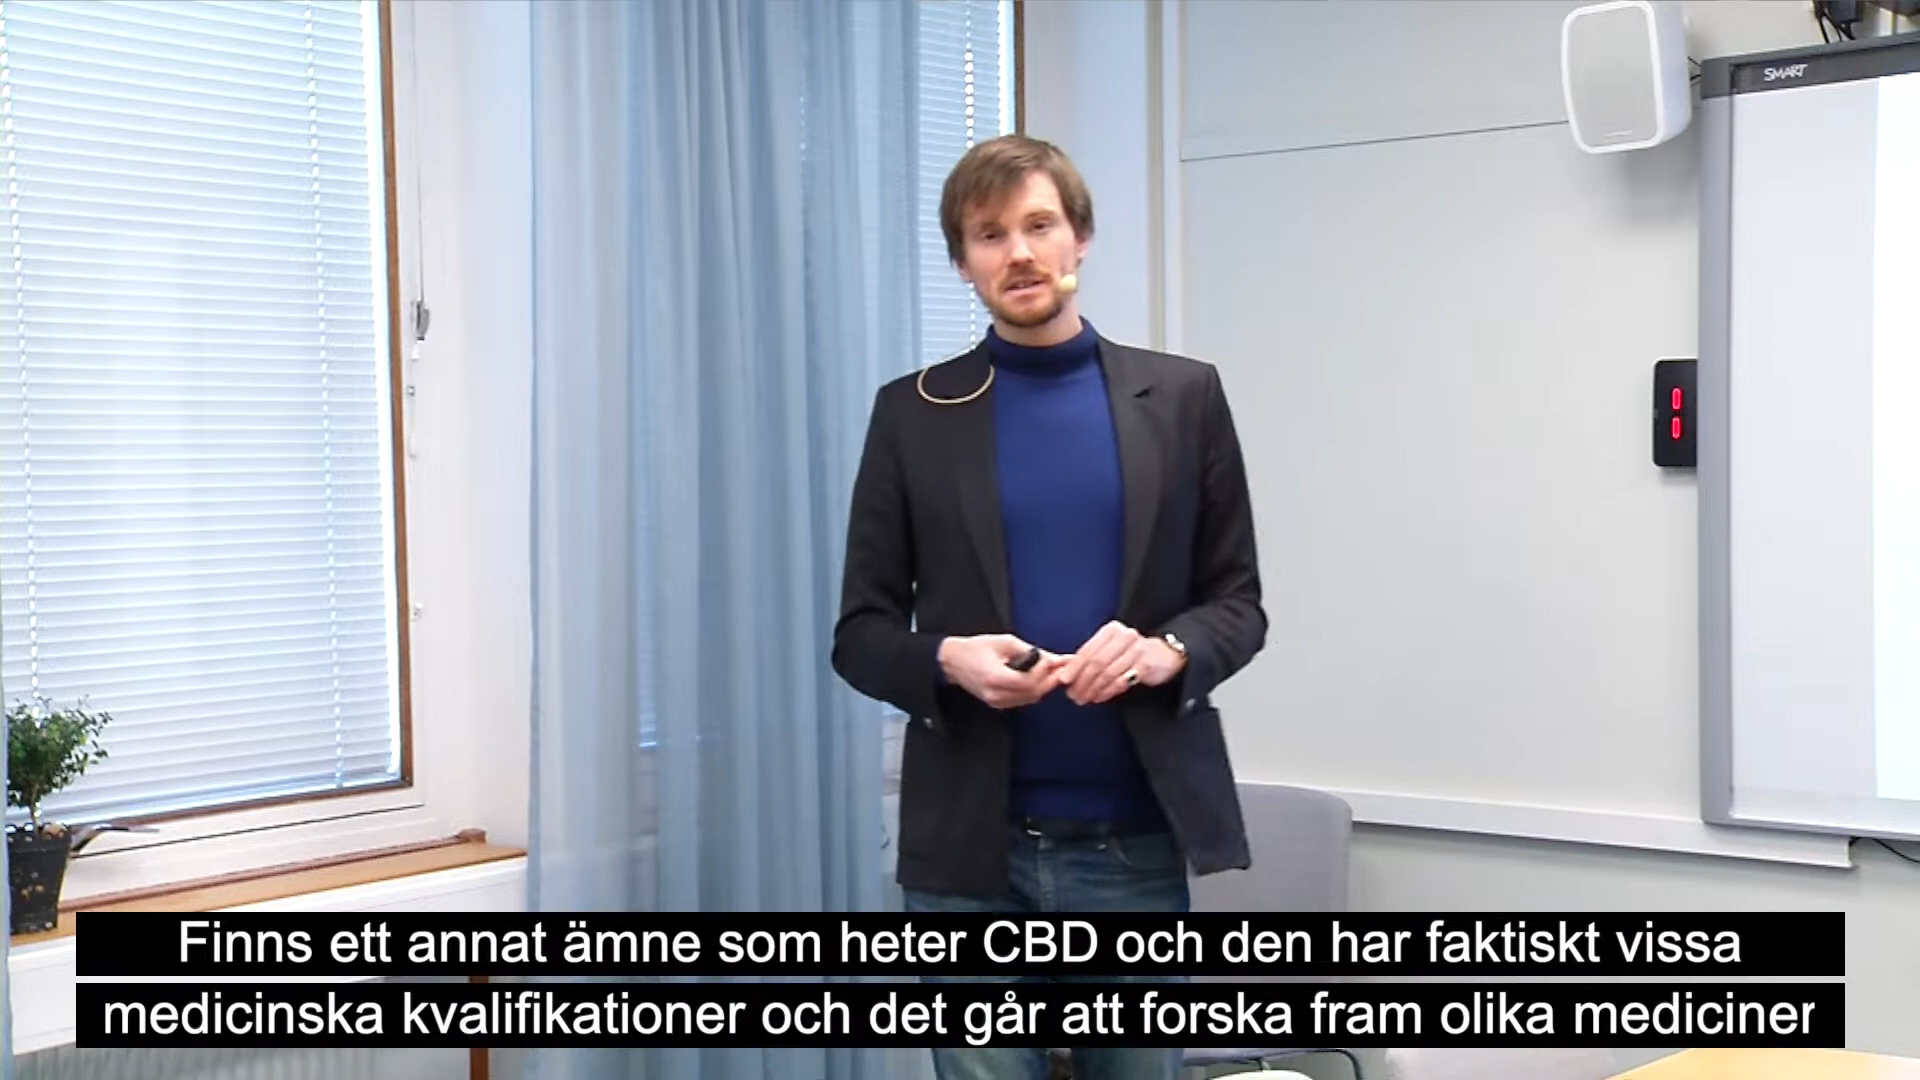 SMART
Finns ett annat ämne som heter CBD och den har faktiskt vissa
medicinska kvalifikationer och det går att forska fram olika mediciner